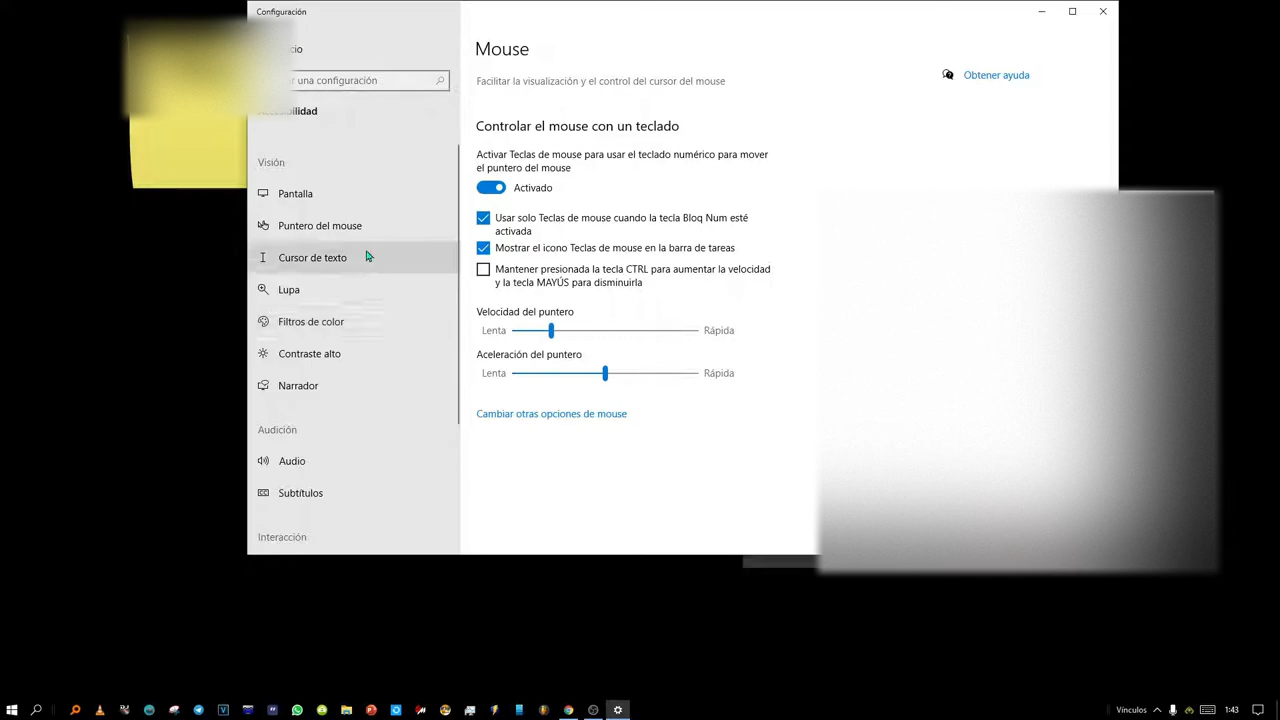 Configuración
cio
una configuración
Accesibilidad
Visión
Pantalla
Puntero del mouse
Cursor de texto
Lupa
Filtros de color
Contraste alto
Narrador
Audición
Audio
Subtítulos
Interacción
Mouse
Facilitar la visualización y el control del cursor del mouse
Obtener ayuda
Controlar el mouse con un teclado
Activar Teclas de mouse para usar el teclado numérico para mover
el puntero del mouse
Activado
Usar solo Teclas de mouse cuando la tecla Bloq Num esté
activada
Mostrar el icono Teclas de mouse en la barra de tareas
Mantener presionada la tecla CTRL para aumentar la velocidad
y la tecla MAYÚS para disminuirla
Velocidad del puntero
Lenta Rápida
Aceleración del puntero
Lenta Rápida
Cambiar otras opciones de mouse
Vínculos 1:43